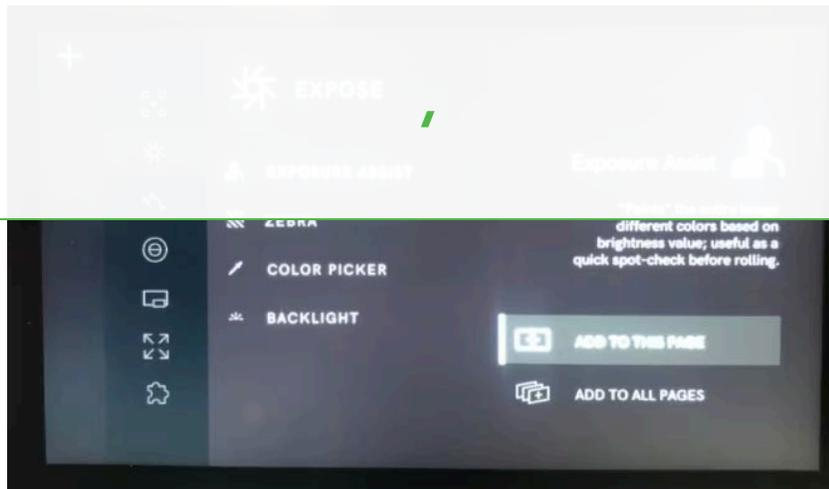 EXPOSE
EXPOSURE ASSIST
ZEBRA
COLOR PICKER
BACKLIGHT
Exposure Assist
different colors based on
brightness value; useful as a
quick spot-check before rolling.
ADD TO THIS PAGE
ADD TO ALL PAGES